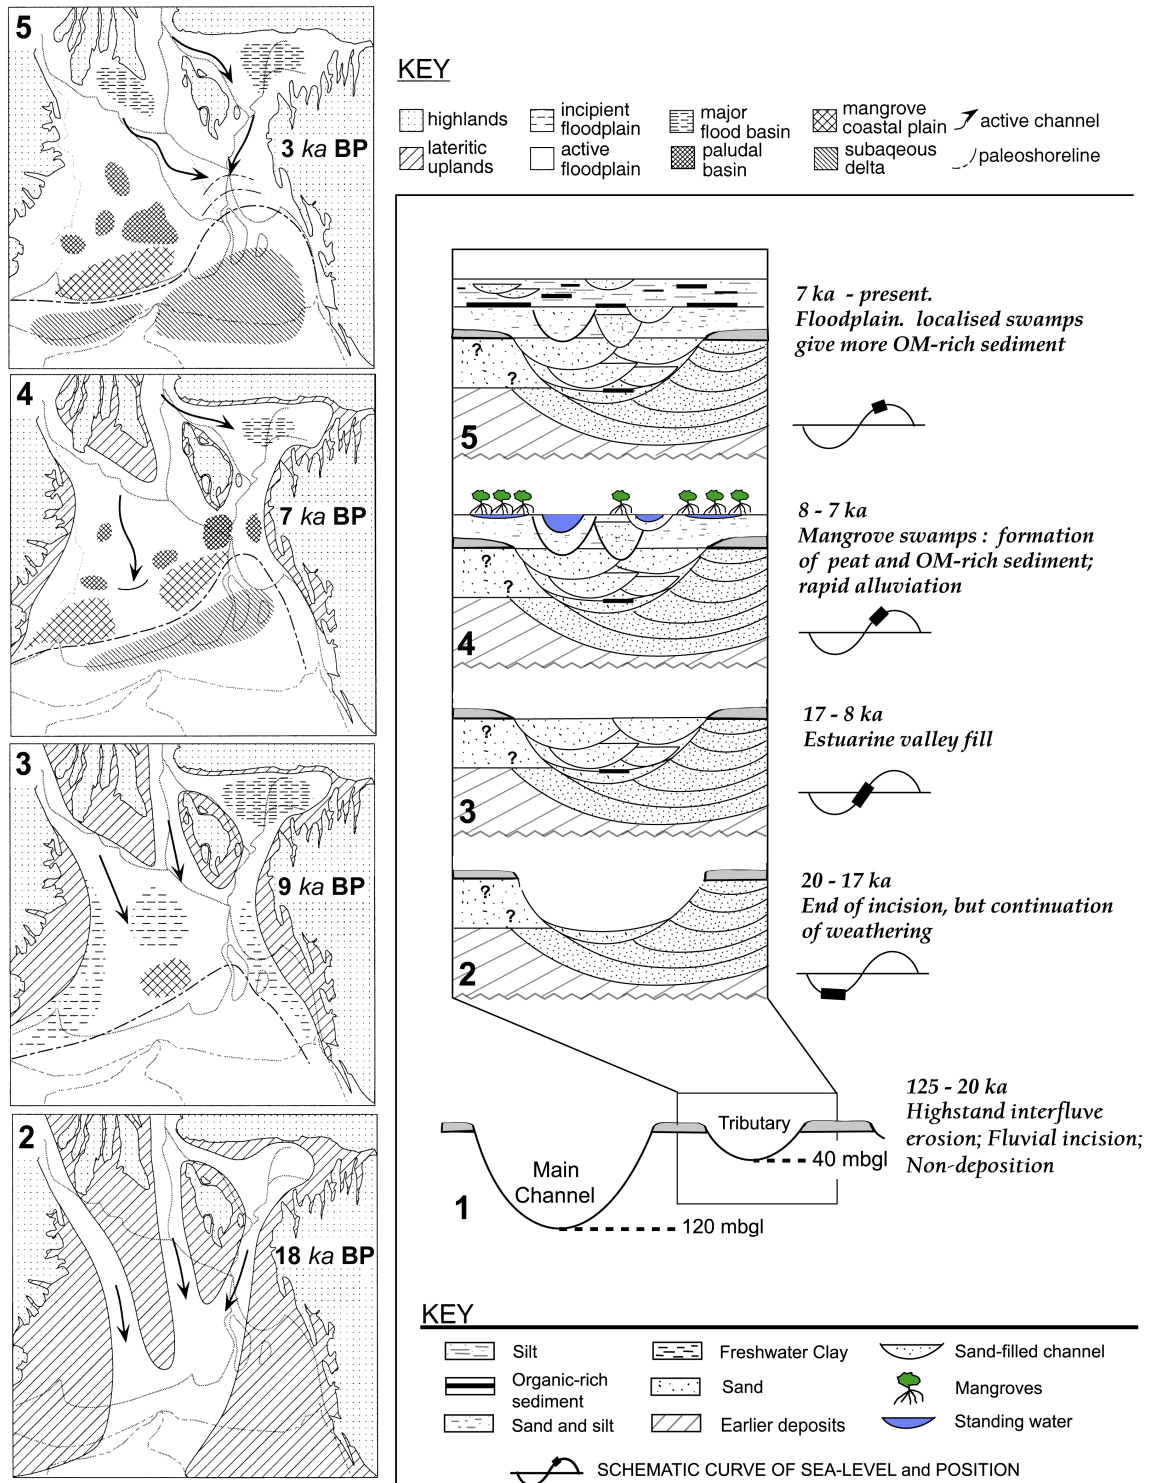 5
3 ka BP
4
7 ka BP
3
9 ka BP
2
18 ka BP
KEY
highlands
incipient
floodplain
major
flood basin
mangrove
coastal plain
active channel
lateritic
uplands
active
floodplain
paludal
basin
subaqeous
delta
paleoshoreline
?
?
5
7 ka - present.
Floodplain. localised swamps
give more OM-rich sediment
?
?
4
8 - 7 ka
Mangrove swamps : formation
of peat and OM-rich sediment;
rapid alluviation
?
?
3
17 - 8 ka
Estuarine valley fill
?
?
2
20 - 17 ka
End of incision, but continuation
of weathering
125 - 20 ka
Highstand interfluve
erosion; Fluvial incision;
Non-deposition
Tributary
40 mbgl
Main
Channel
1
120 mbgl
KEY
Silt
Freshwater Clay
Sand-filled channel
Organic-rich
sediment
Sand
Mangroves
Sand and silt
Earlier deposits
Standing water
SCHEMATIC CURVE OF SEA-LEVEL and POSITION